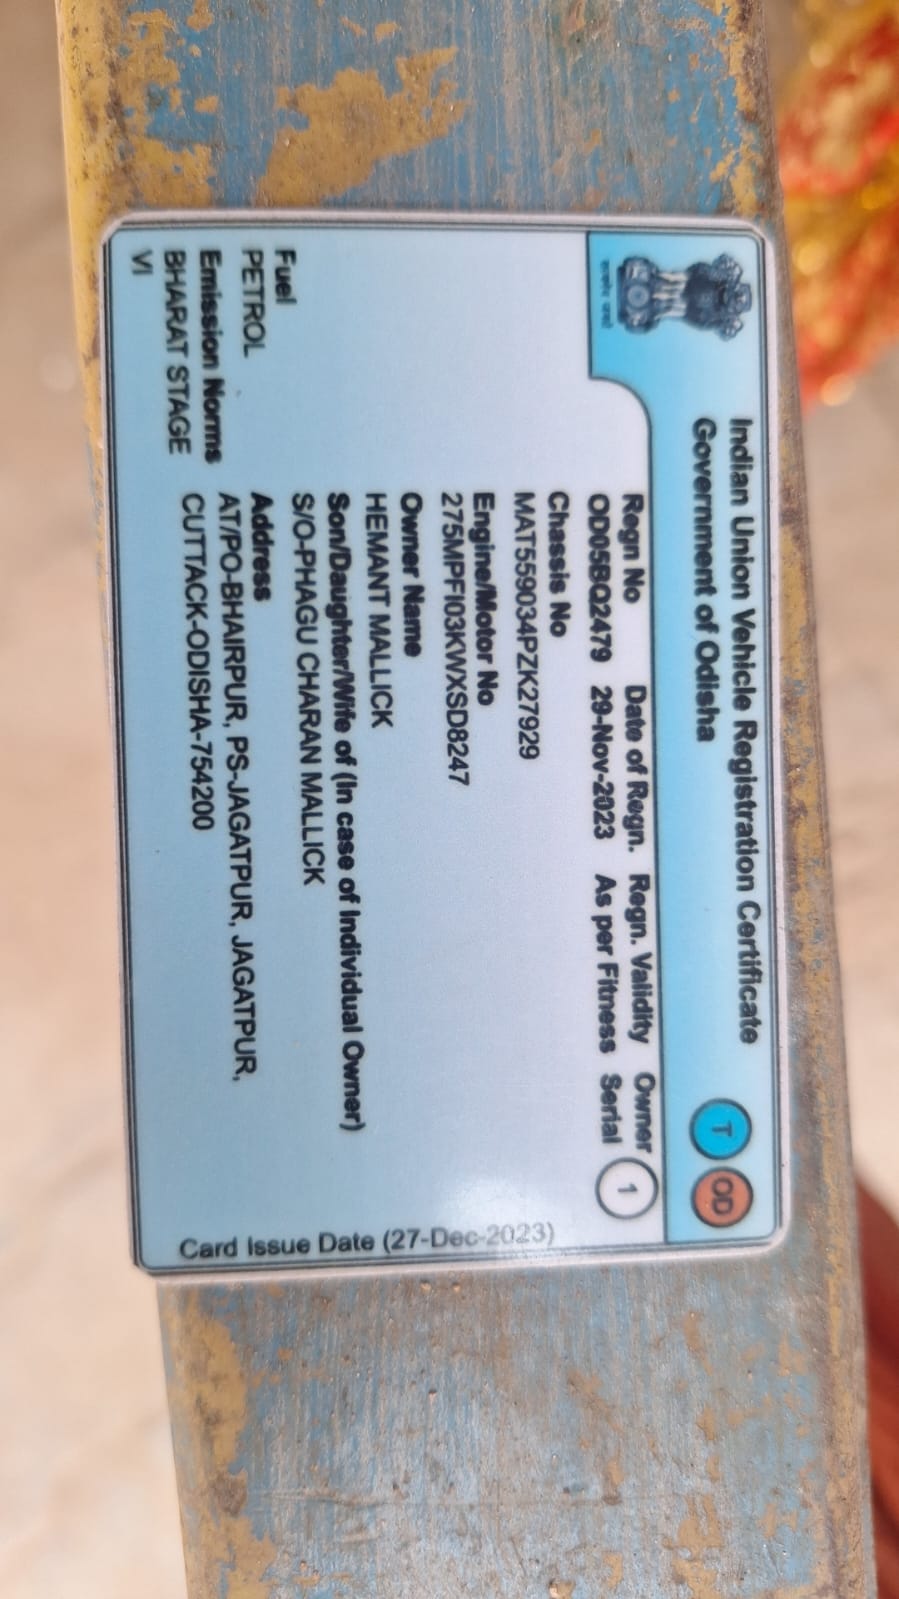 Indian Union Vehicle Registration Certificate
Government of Odisha
T OD
Regn No Date of Regn. Regn. Validity Owner
OD05BQ2479 29-Nov-2023 As per Fitness Serial 1
Chassis No
MAT559034PZK27929
Engine/Motor No
275MPFI03KWXSD8247
Owner Name
HEMANT MALLICK
Son/Daughter/Wife of (In case of Individual Owner)
S/O-PHAGU CHARAN MALLICK
Fuel
PETROL
Emission Norms
BHARAT STAGE
VI
Address
AT/PO-BHAIRPUR, PS-JAGATPUR, JAGATPUR,
CUTTACK-ODISHA-754200
Card Issue Date (27-Dec-2023)